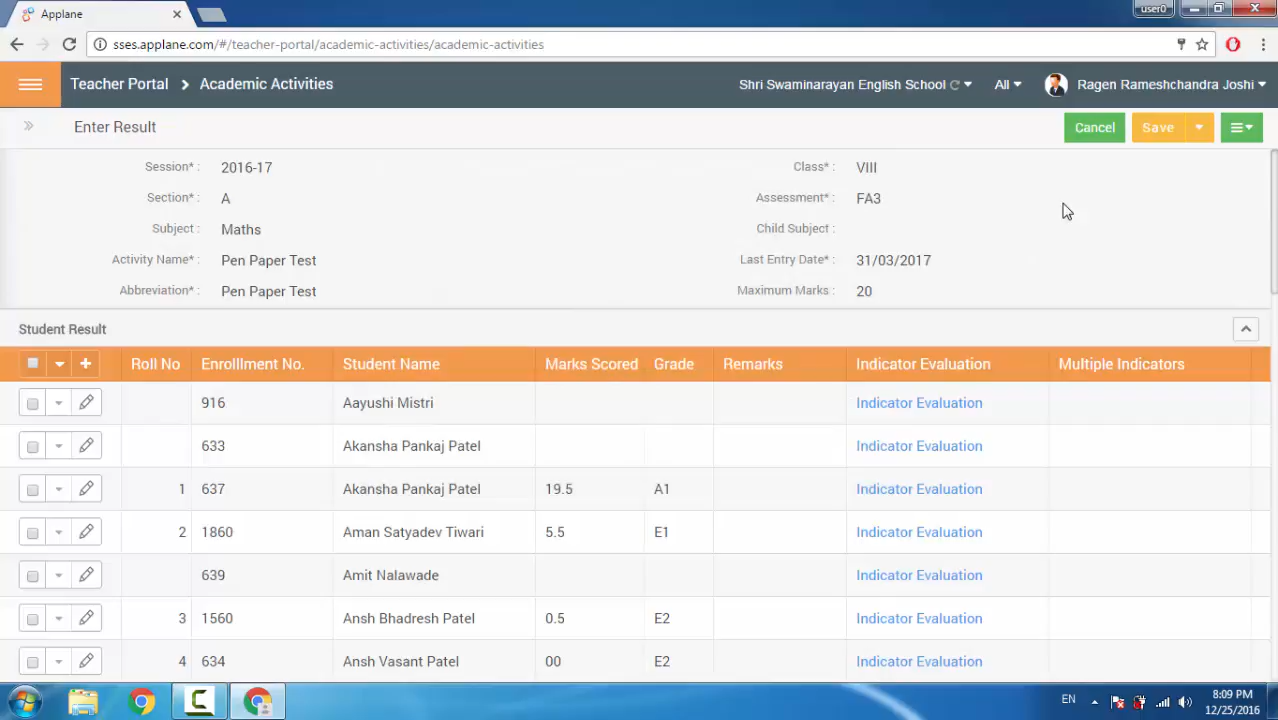 Applane
user0
sses.applane.com/#/teacher-portal/academic-activities/academic-activities
Teacher Portal > Academic Activities Shri Swaminarayan English School All Ragen Rameshchandra Joshi
Enter Result Cancel Save
Session* : 2016-17 Class* : VIII
Section* : A Assessment* : FA3
Subject : Maths Child Subject :
Activity Name* : Pen Paper Test Last Entry Date* : 31/03/2017
Abbreviation* : Pen Paper Test Maximum Marks : 20
Student Result
Roll No Enrolllment No. Student Name Marks Scored Grade Remarks Indicator Evaluation Multiple Indicators
916 Aayushi Mistri Indicator Evaluation
633 Akansha Pankaj Patel Indicator Evaluation
1 637 Akansha Pankaj Patel 19.5 A1 Indicator Evaluation
2 1860 Aman Satyadev Tiwari 5.5 E1 Indicator Evaluation
639 Amit Nalawade Indicator Evaluation
3 1560 Ansh Bhadresh Patel 0.5 E2 Indicator Evaluation
4 634 Ansh Vasant Patel 00 E2 Indicator Evaluation
EN 8:09 PM
12/25/2016